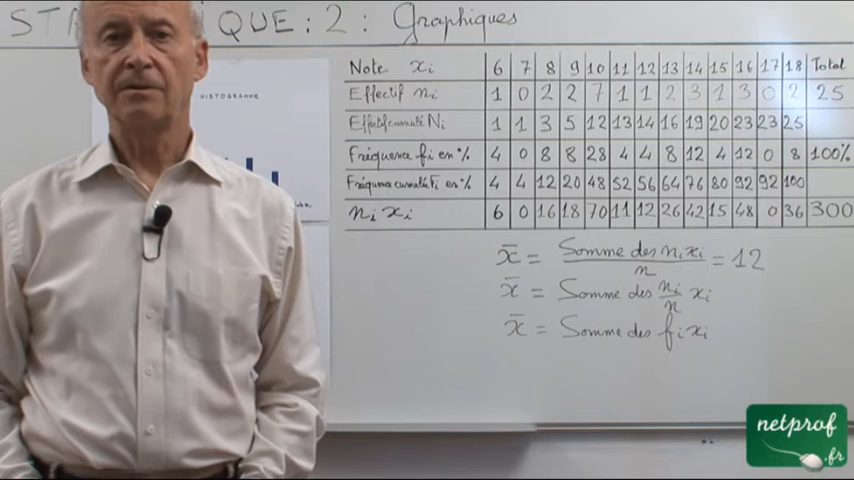 STA QUE : 2 : Graphiques
HISTOGRAMME
Note xi 6 7 8 9 10 11 12 13 14 15 16 17 18 Total
Effectif ni 1 0 2 2 7 1 1 2 3 1 3 0 2 25
Effectif cumulé Ni 1 1 3 5 12 13 14 16 19 20 23 23 25
Fréquence fi en % 4 0 8 8 28 4 4 8 12 4 12 0 8 100%
Fréquence cumulée Fi en % 4 4 12 20 48 52 56 64 76 80 92 92 100
ni xi 6 0 16 18 70 11 12 26 42 15 48 0 36 300
x̄ = Somme des ni xi / n = 12
x̄ = Somme des ni/n xi
x̄ = Somme des fi xi
netprof
.fr